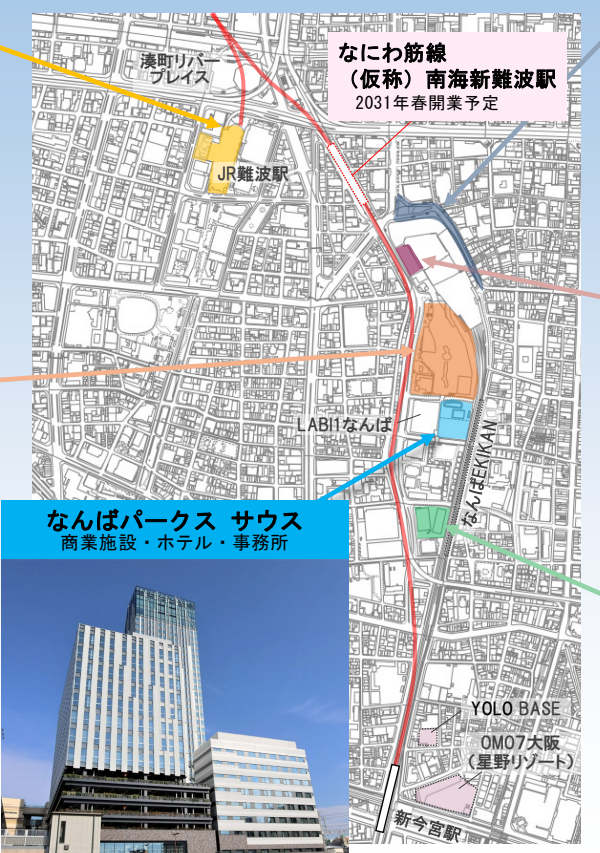 なにわ筋線
（仮称）南海新難波駅
2031年春開業予定
湊町リバー
プレイス
JR難波駅
LABI1なんば
なんばEKIKAN
なんばパークス サウス
商業施設・ホテル・事務所
YOLO BASE
OMO7大阪
（星野リゾート）
新今宮駅